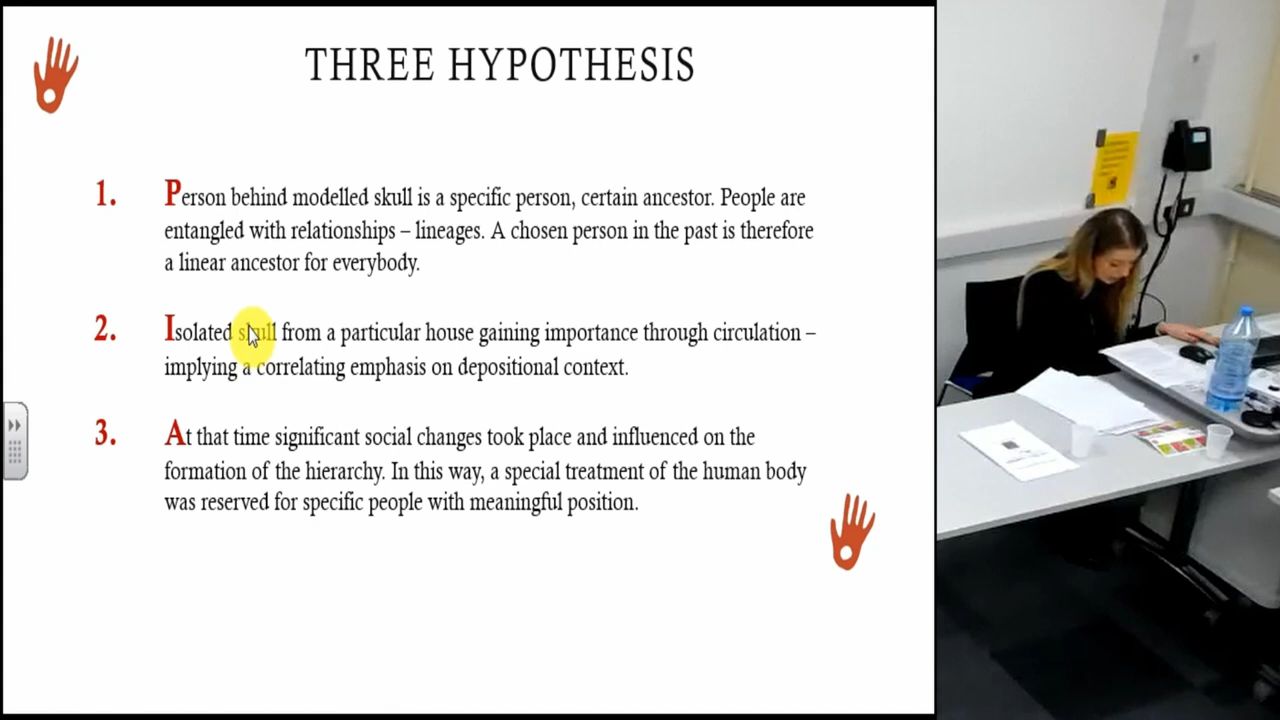 THREE HYPOTHESIS
1. Person behind modelled skull is a specific person, certain ancestor. People are
entangled with relationships – lineages. A chosen person in the past is therefore
a linear ancestor for everybody.
2. Isolated skull from a particular house gaining importance through circulation –
implying a correlating emphasis on depositional context.
3. At that time significant social changes took place and influenced on the
formation of the hierarchy. In this way, a special treatment of the human body
was reserved for specific people with meaningful position.